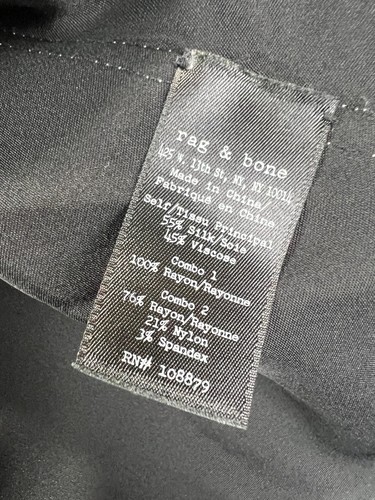 rag & bone
425 W. 13th St, NY, NY 10014
Made in China/
Fabriqué en Chine
Self/Tissu Principal
55% Silk/Soie
45% Viscose
Combo 1
100% Rayon/Rayonne
Combo 2
76% Rayon/Rayonne
21% Nylon
3% Spandex
RN# 108879